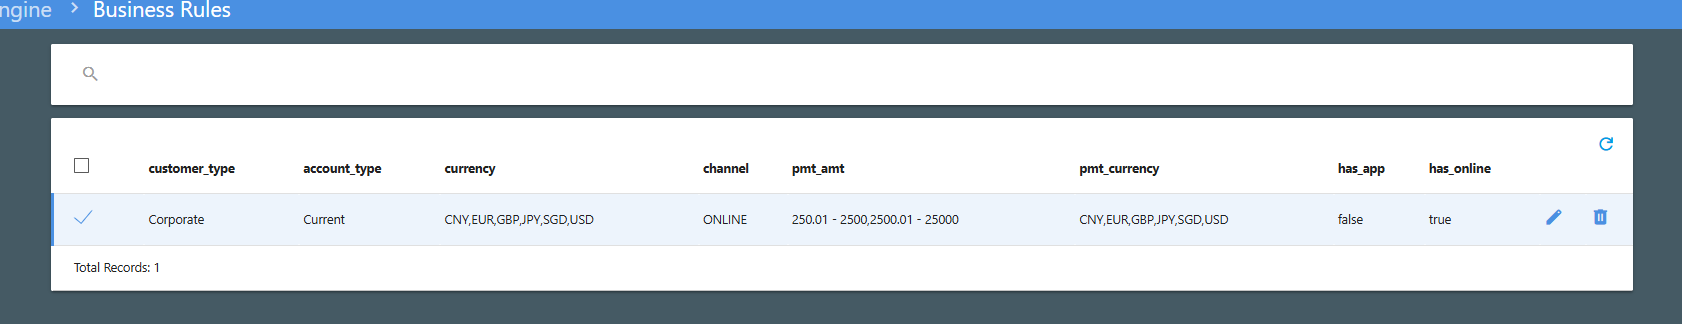 ngine > Business Rules
customer_type account_type currency channel pmt_amt pmt_currency has_app has_online
Corporate Current CNY,EUR,GBP,JPY,SGD,USD ONLINE 250.01 - 2500,2500.01 - 25000 CNY,EUR,GBP,JPY,SGD,USD false true
Total Records: 1